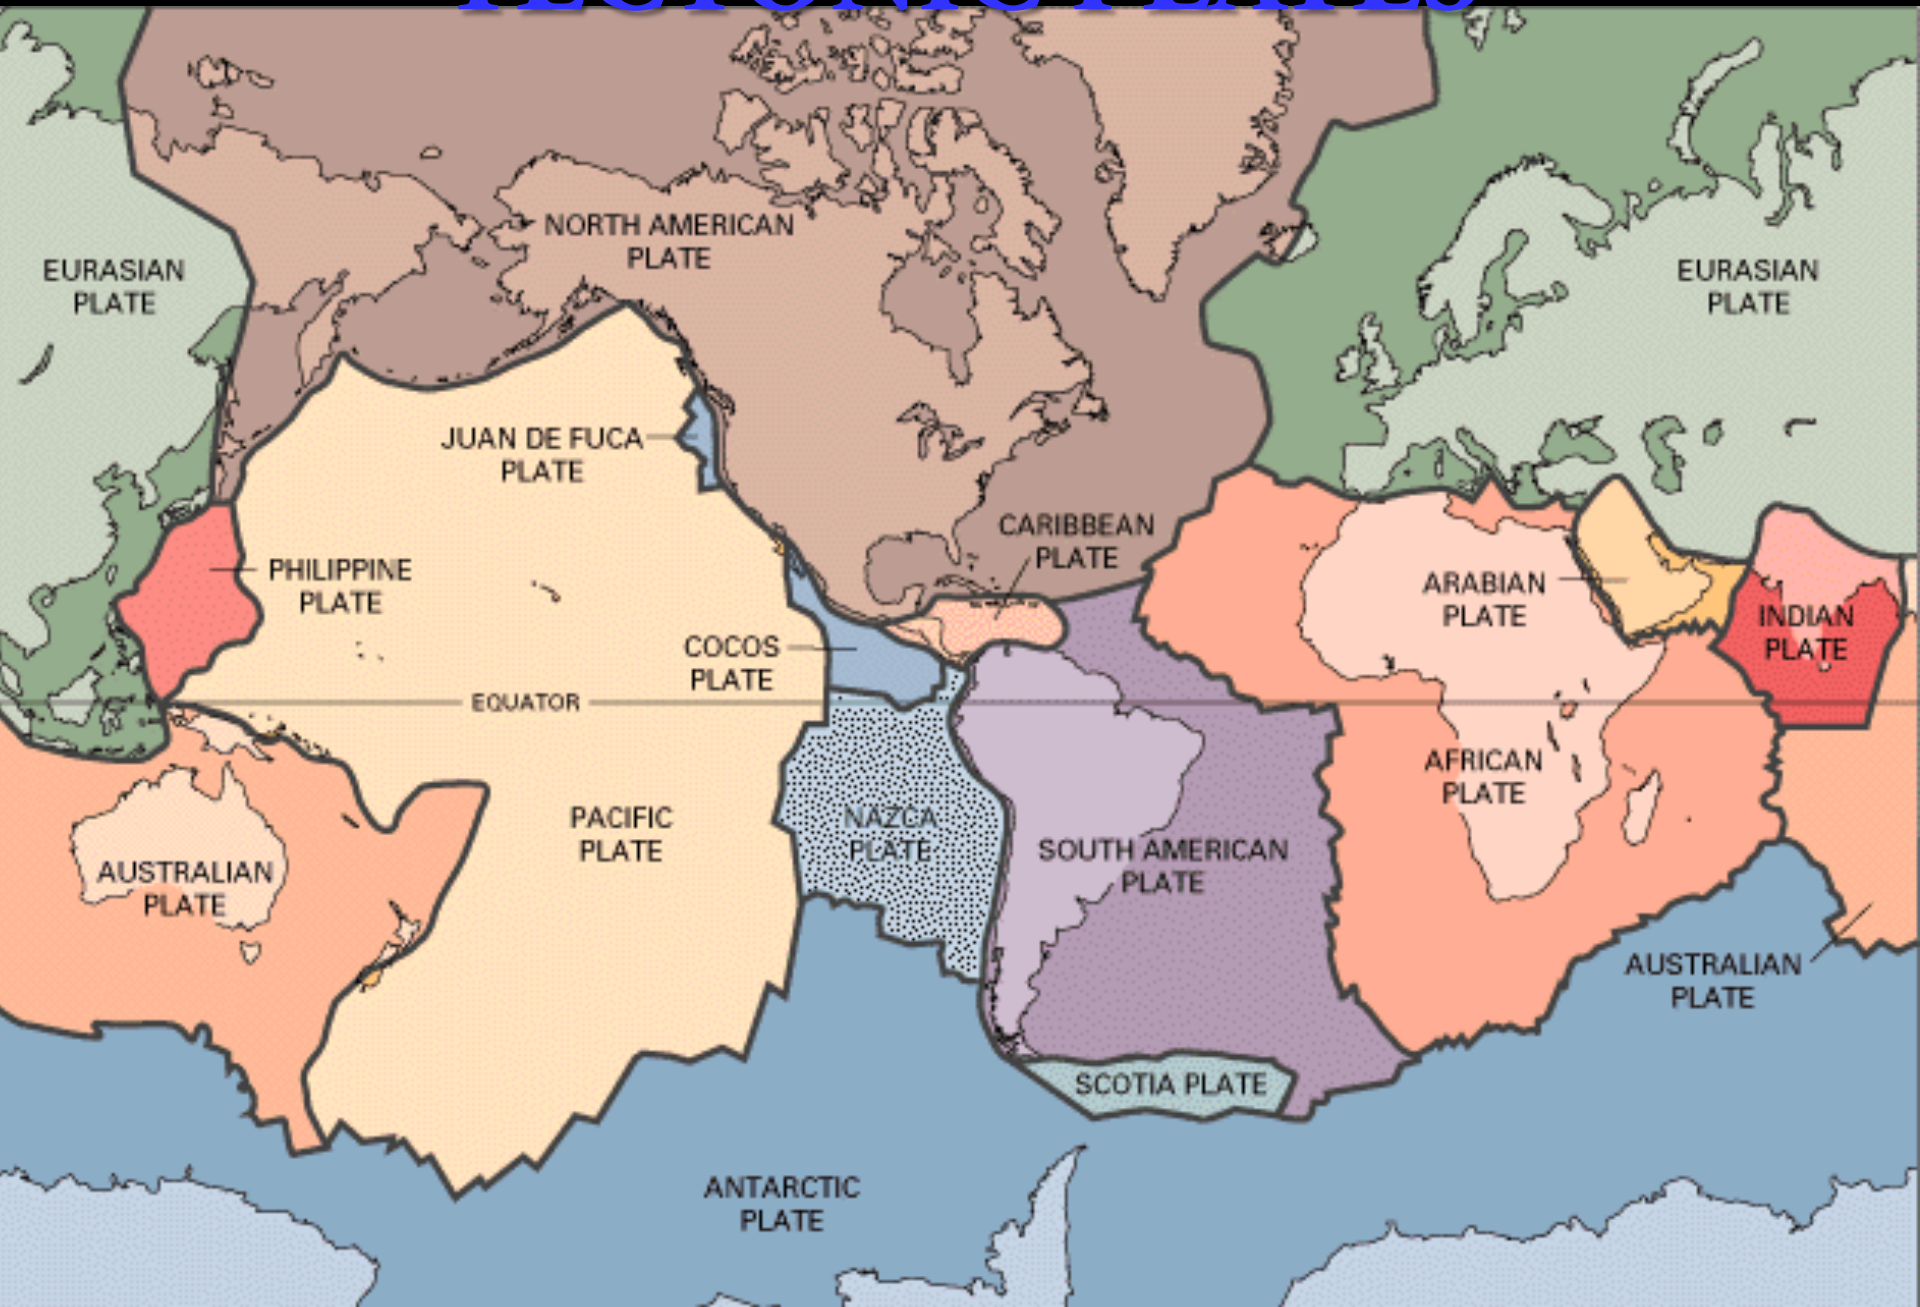 TECTONIC PLATES
NORTH AMERICAN
PLATE
EURASIAN
PLATE
EURASIAN
PLATE
JUAN DE FUCA
PLATE
CARIBBEAN
PLATE
PHILIPPINE
PLATE
ARABIAN
PLATE
INDIAN
PLATE
COCOS
PLATE
EQUATOR
AFRICAN
PLATE
PACIFIC
PLATE
NAZCA
PLATE
SOUTH AMERICAN
PLATE
AUSTRALIAN
PLATE
AUSTRALIAN
PLATE
SCOTIA PLATE
ANTARCTIC
PLATE